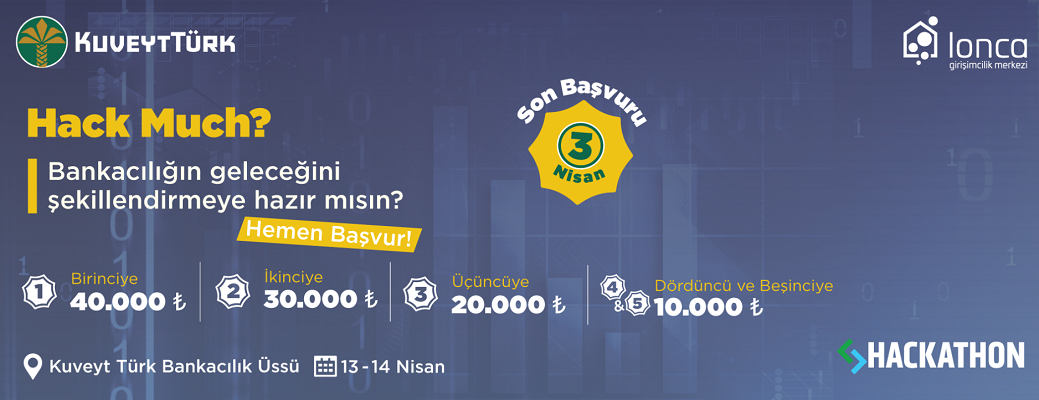 KUVEYTTÜRK
lonca
girişimcilik merkezi
Son Başvuru
3
Nisan
Hack Much?
Bankacılığın geleceğini
şekillendirmeye hazır mısın?
Hemen Başvur!
1 Birinciye
40.000 ₺
2 İkinciye
30.000 ₺
3 Üçüncüye
20.000 ₺
4 & 5 Dördüncü ve Beşinciye
10.000 ₺
Kuveyt Türk Bankacılık Üssü
13 - 14 Nisan
HACKATHON